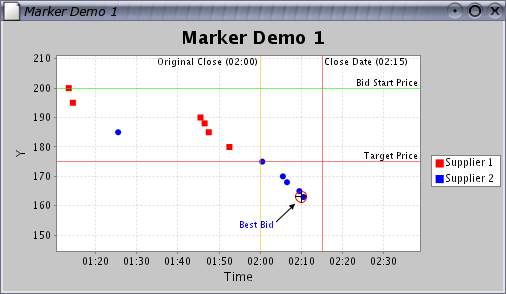 Marker Demo 1
Marker Demo 1
Original Close (02:00)
Close Date (02:15)
Bid Start Price
Target Price
Best Bid
Y
210
200
190
180
170
160
150
01:20
01:30
01:40
01:50
02:00
02:10
02:20
02:30
Time
Supplier 1
Supplier 2